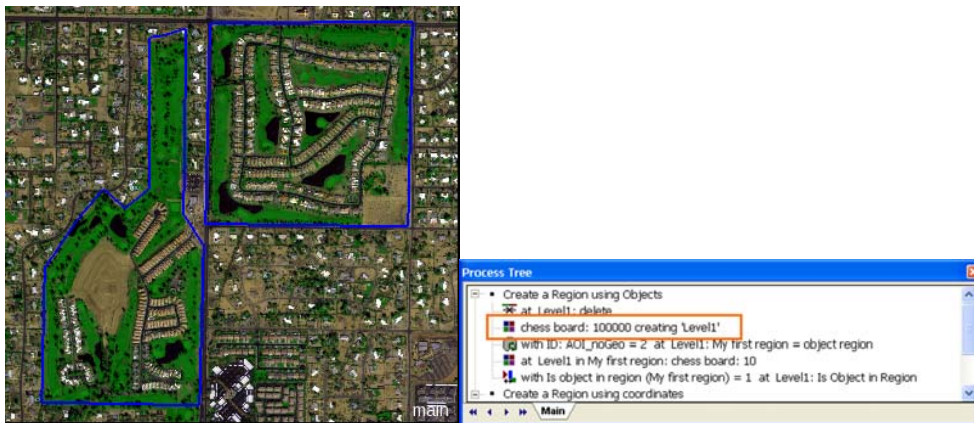 main
Process Tree
Create a Region using Objects
at Level1: delete
chess board: 100000 creating 'Level1'
with ID: AOI_noGeo = 2 at Level1: My first region = object region
at Level1 in My first region: chess board: 10
with Is object in region (My first region) = 1 at Level1: Is Object in Region
Create a Region using coordinates
Main